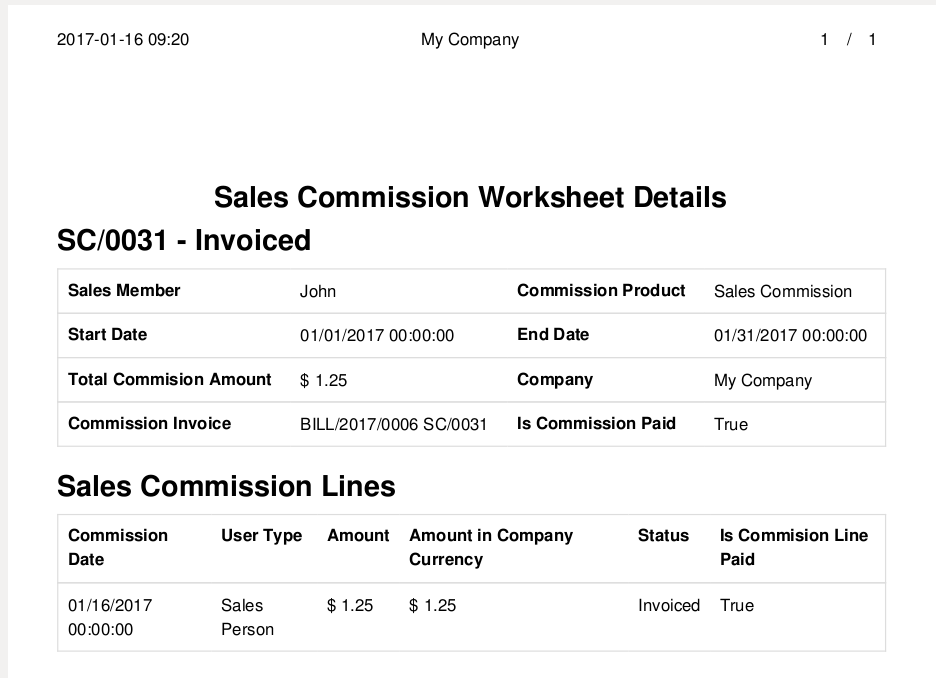 2017-01-16 09:20 My Company 1 / 1
Sales Commission Worksheet Details
SC/0031 - Invoiced
Sales Member John Commission Product Sales Commission
Start Date 01/01/2017 00:00:00 End Date 01/31/2017 00:00:00
Total Commision Amount $ 1.25 Company My Company
Commission Invoice BILL/2017/0006 SC/0031 Is Commission Paid True
Sales Commission Lines
Commission User Type Amount Amount in Company Status Is Commision Line
Date Currency Paid
01/16/2017 Sales $ 1.25 $ 1.25 Invoiced True
00:00:00 Person